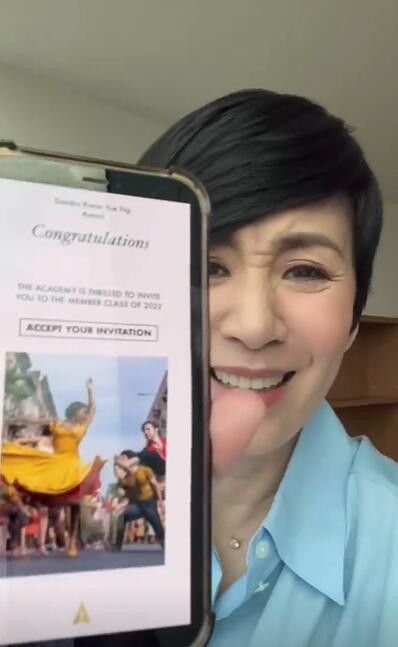 Sandra Kwan Yue Ng
Actors
Congratulations
THE ACADEMY IS THRILLED TO INVITE
YOU TO THE MEMBER CLASS OF 2022
ACCEPT YOUR INVITATION